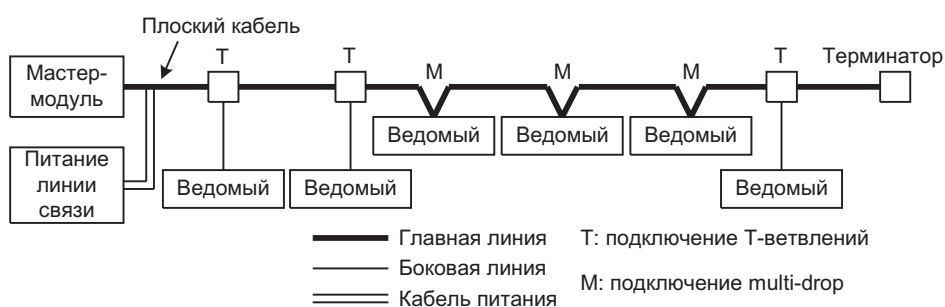 Плоский кабель
Т
Т
М
М
М
Т
Терминатор
Мастер-
модуль
Ведомый
Ведомый
Ведомый
Питание
линии
связи
Ведомый
Ведомый
Ведомый
Главная линия
Т: подключение Т-ветвлений
Боковая линия
М: подключение multi-drop
Кабель питания